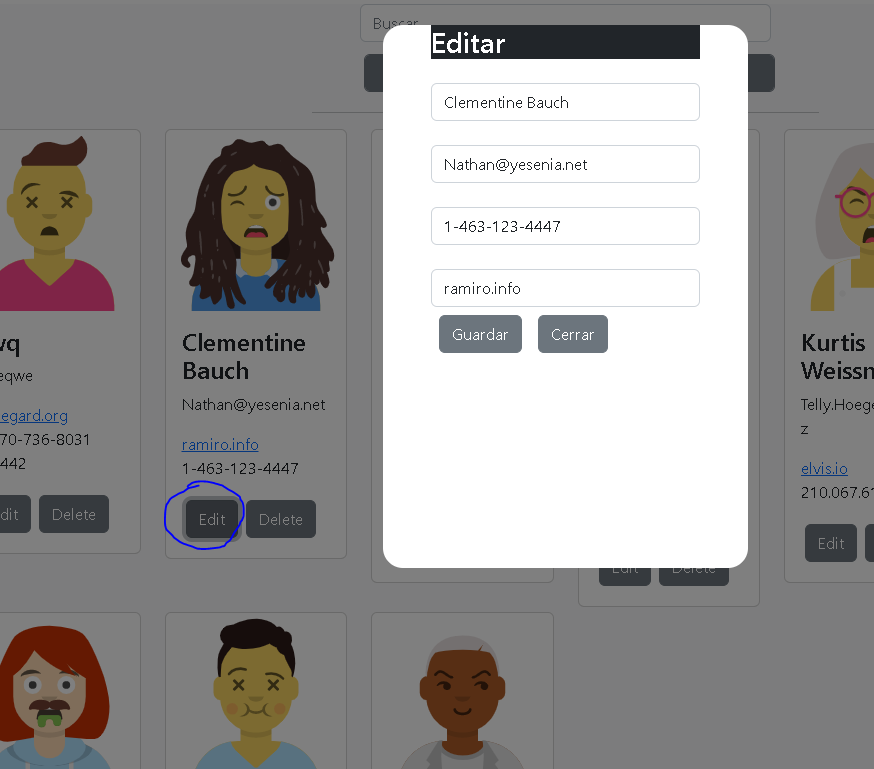 Buscar
Editar
Clementine Bauch
Nathan@yesenia.net
1-463-123-4447
ramiro.info
Guardar Cerrar
wq
eqwe
egard.org
70-736-8031
442
dit Delete
Clementine
Bauch
Nathan@yesenia.net
ramiro.info
1-463-123-4447
Edit Delete
Edit Delete
Kurtis
Weissn
Telly.Hoege
z
elvis.io
210.067.61
Edit